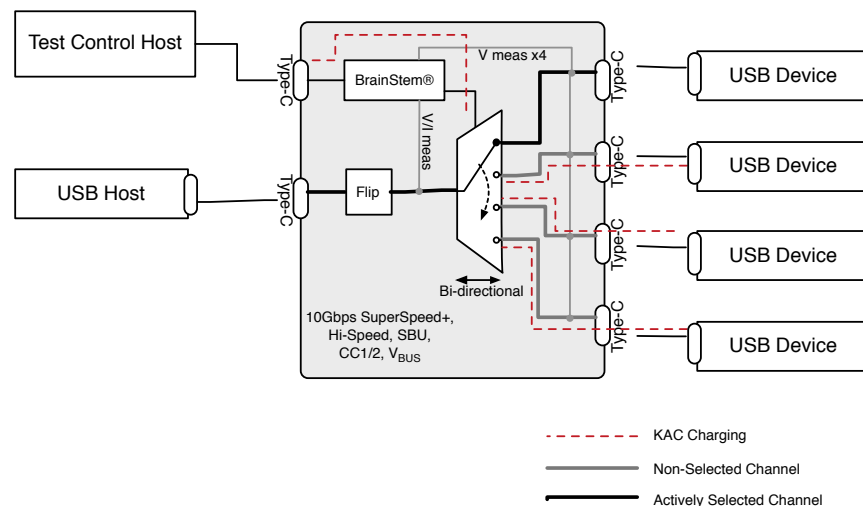 Test Control Host
Type-C
BrainStem®
V meas x4
Type-C
USB Device
V/I meas
Type-C
USB Device
USB Host
Type-C
Flip
Type-C
USB Device
Bi-directional
10Gbps SuperSpeed+,
Hi-Speed, SBU,
CC1/2, VBUS
Type-C
USB Device
KAC Charging
Non-Selected Channel
Actively Selected Channel